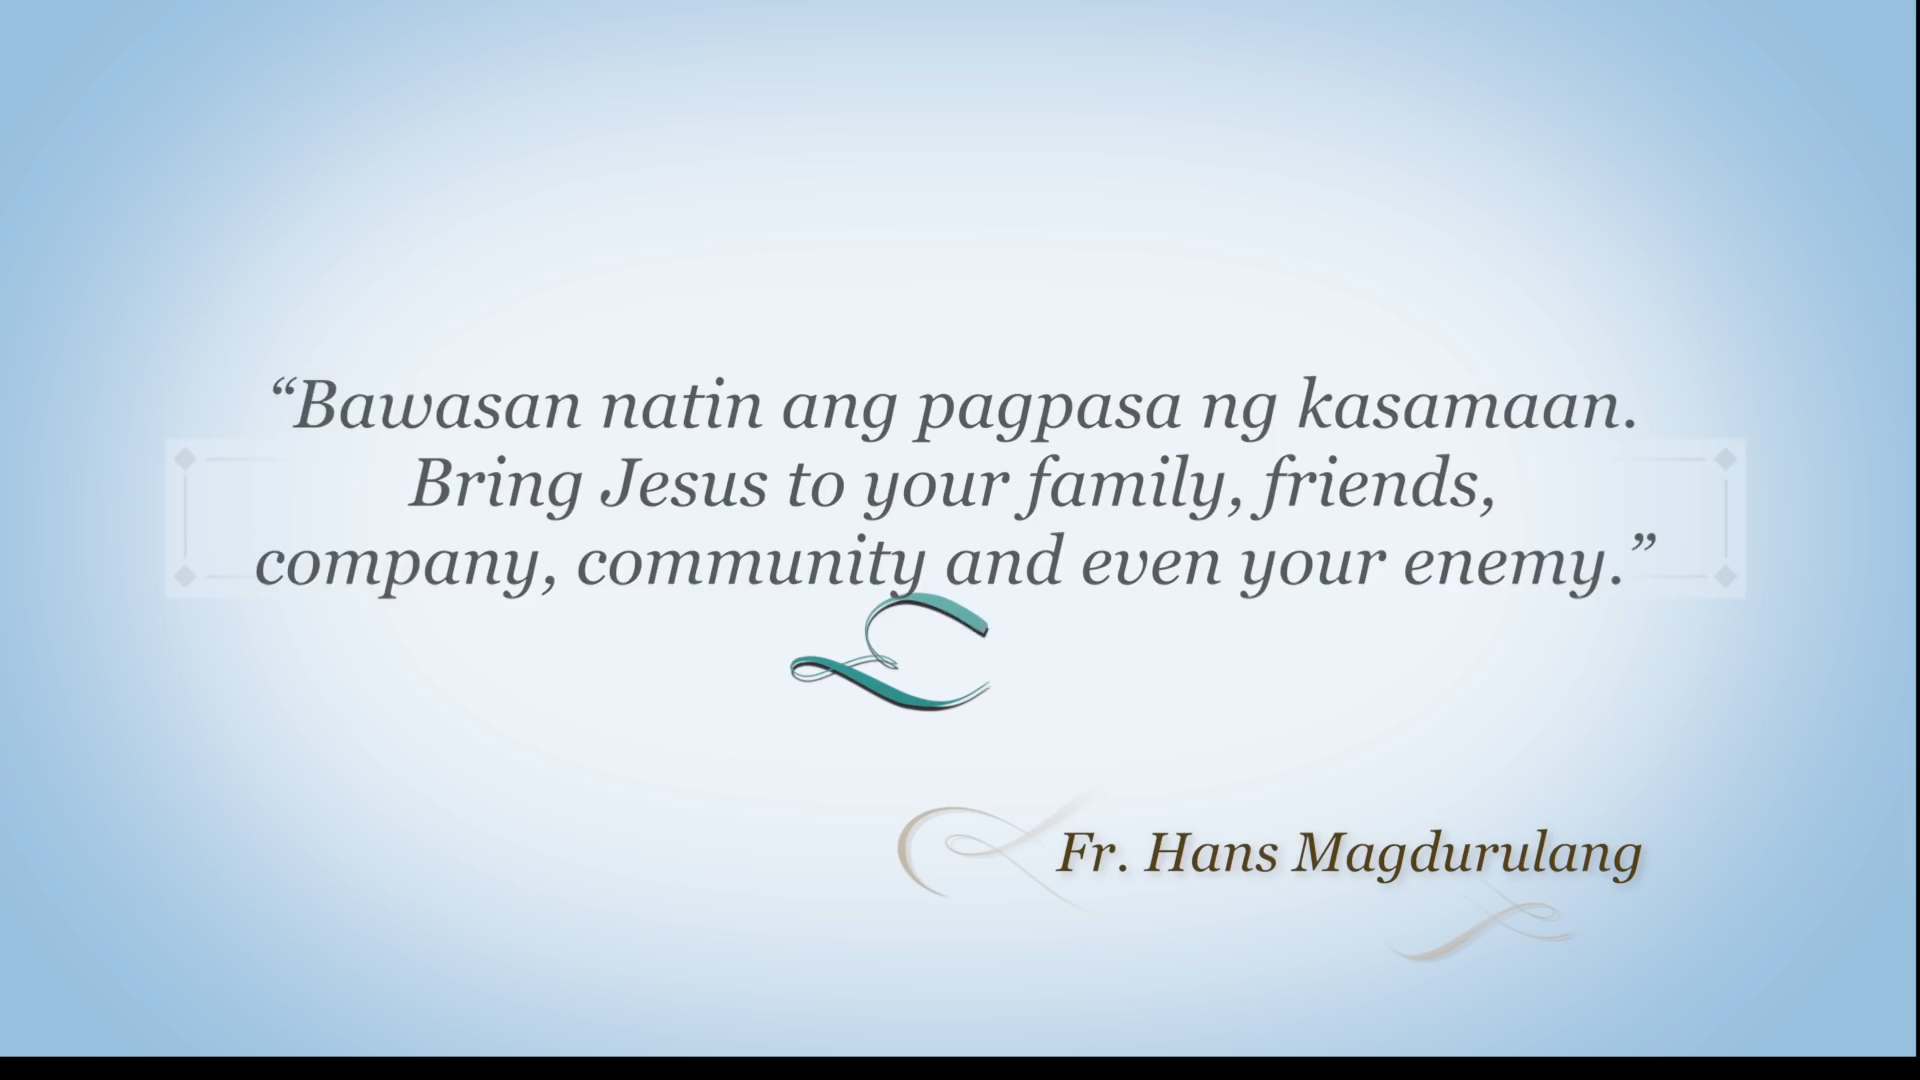 “Bawasan natin ang pagpasa ng kasamaan.
Bring Jesus to your family, friends,
company, community and even your enemy.”
Fr. Hans Magdurulang